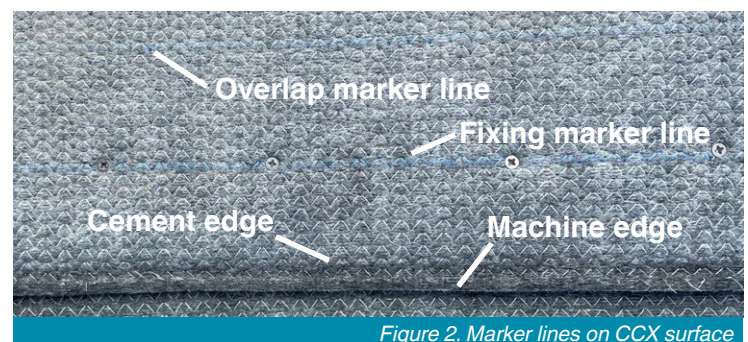 Overlap marker line
Fixing marker line
Cement edge
Machine edge
Figure 2. Marker lines on CCX surface